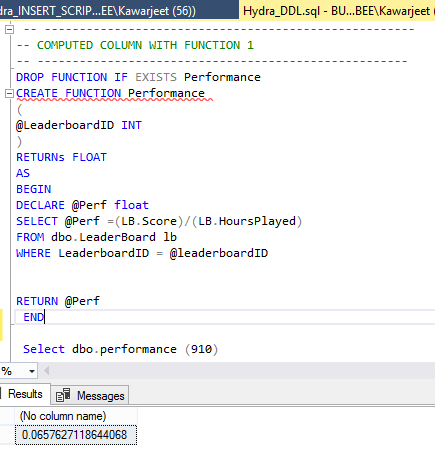 dra_INSERT_SCRIP...EE\Kawarjeet (56))
Hydra_DDL.sql - BU...BEE\Kawarjeet (
-- ----------------------------------------------------
-- COMPUTED COLUMN WITH FUNCTION 1
-- ----------------------------------------------------
DROP FUNCTION IF EXISTS Performance
CREATE FUNCTION Performance
(
@LeaderboardID INT
)
RETURNs FLOAT
AS
BEGIN
DECLARE @Perf float
SELECT @Perf =(LB.Score)/(LB.HoursPlayed)
FROM dbo.LeaderBoard lb
WHERE LeaderboardID = @leaderboardID
RETURN @Perf
END
Select dbo.performance (910)
%
Results Messages
(No column name)
0.0657627118644068